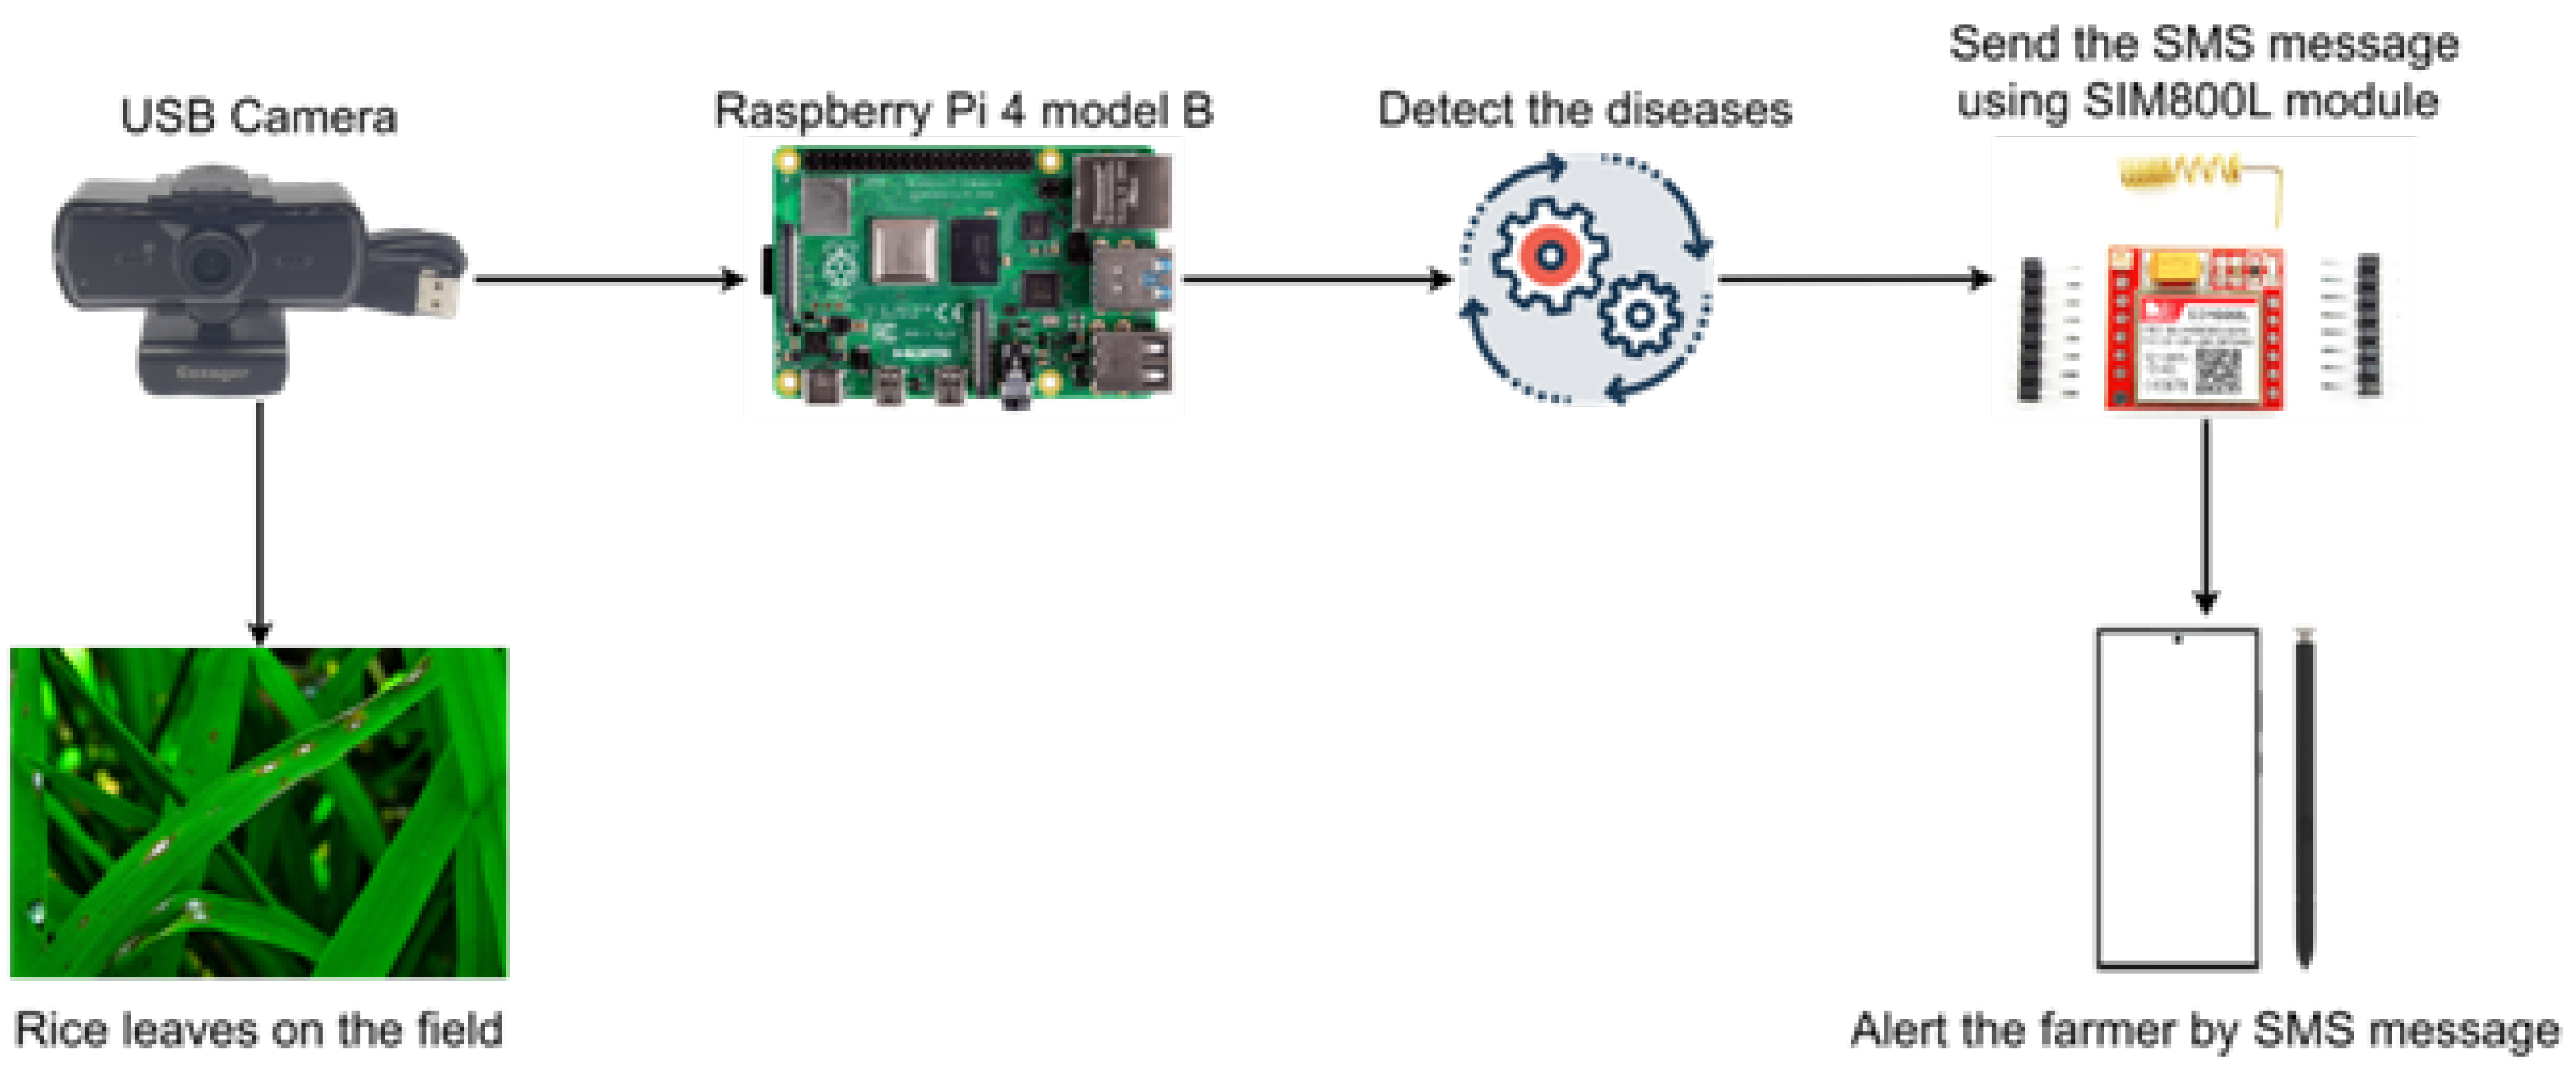 Send the SMS message
using SIM800L module
USB Camera
Raspberry Pi 4 model B
Detect the diseases
Rice leaves on the field
Alert the farmer by SMS message